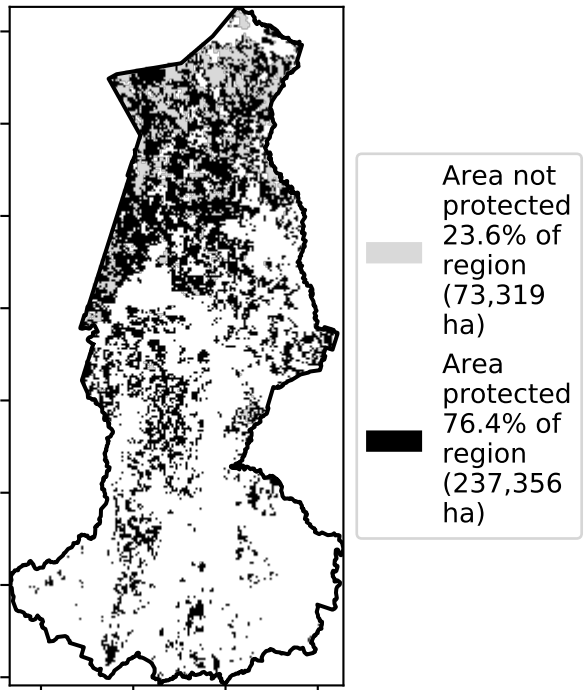 Area not
protected
23.6% of
region
(73,319
ha)
Area
protected
76.4% of
region
(237,356
ha)